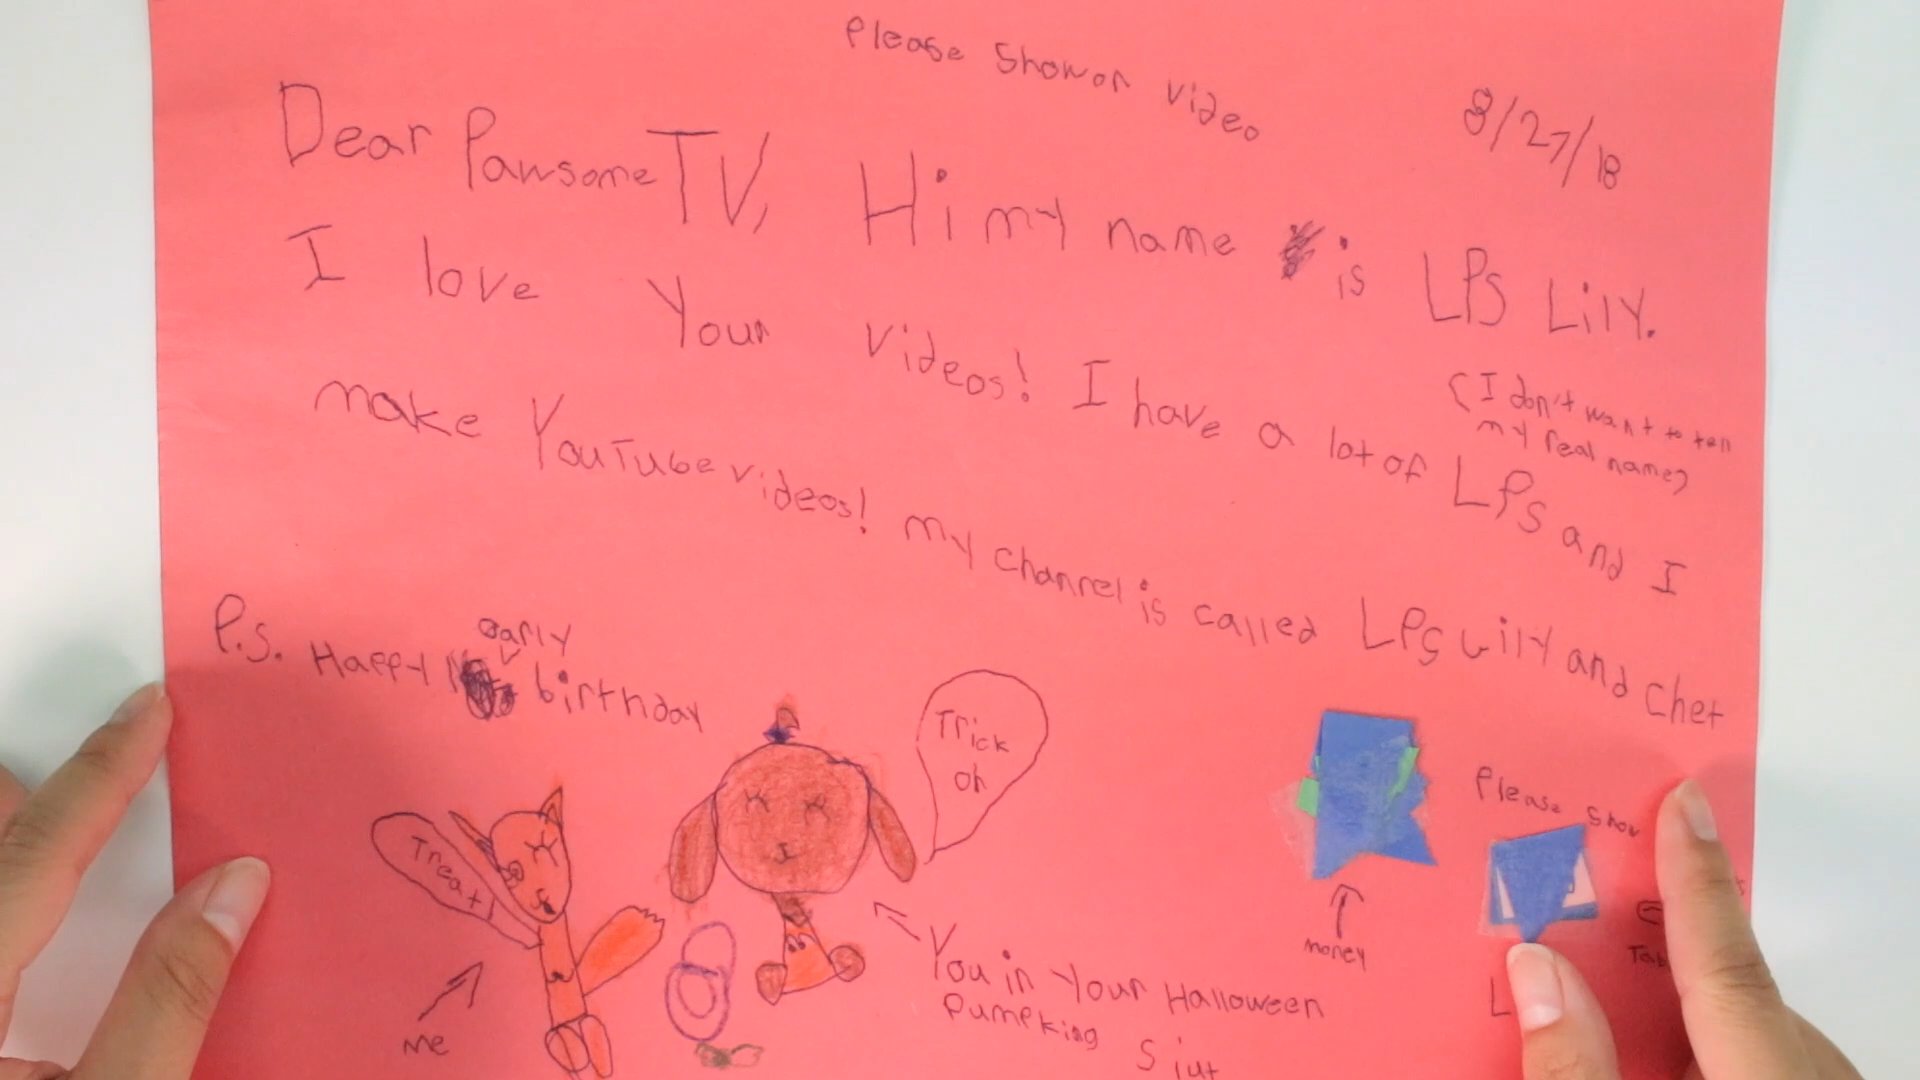 Please show on video
8/27/18
Dear Pawsome TV, Hi my name is LPS Lily.
(I don't want to tell
my real name)
I love your videos! I have a lot of LPS and I
make YouTube videos! my channel is called LPS Lily and Chet
P.S. Happy early birthday
Trick
or
Treat!
me
You in your Halloween
Pumpking
Siut
money
Please show
Tab
L